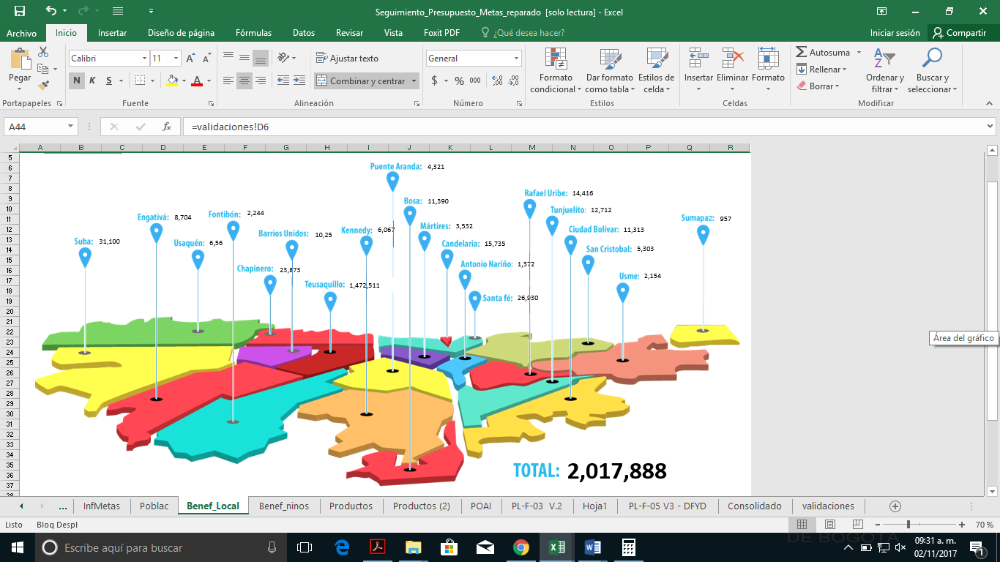 Seguimiento_Presupuesto_Metas_reparado [solo lectura] - Excel
Archivo Inicio Insertar Diseño de página Fórmulas Datos Revisar Vista Foxit PDF ¿Qué desea hacer? Iniciar sesión Compartir
Pegar
Calibri 11
N K S
Ajustar texto
Combinar y centrar
General
$ % 000
Formato condicional
Dar formato como tabla
Estilos de celda
Insertar Eliminar Formato
Autosuma
Rellenar
Borrar
Ordenar y filtrar
Buscar y seleccionar
Portapapeles Fuente Alineación Número Estilos Celdas Modificar
A44 fx =validaciones!D6
A B C D E F G H I J K L M N O P Q R
5
6
7
8
9
10
11
12
13
14
15
16
17
18
19
20
21
22
23
24
25
26
27
28
29
30
31
32
33
34
35
36
37
38
Puente Aranda: 4,321
Rafael Uribe: 14,416
Bosa: 11,390
Tunjuelito: 12,712
Fontibón: 2,244
Engativá: 8,704
Sumapaz: 957
Mártires: 3,532
Kennedy: 6,067
Ciudad Bolivar: 11,313
Barrios Unidos: 10,25
Suba: 31,100
Usaquén: 6,56
Candelaria: 15,735
San Cristobal: 5,303
Antonio Nariño: 1,372
Chapinero: 23,873
Usme: 2,154
Teusaquillo: 1,472,511
Santa fé: 26,930
Área del gráfico
TOTAL: 2,017,888
... InfMetas Poblac Benef_Local Benef_ninos Productos Productos (2) POAI PL-F-03 V.2 Hoja1 PL-F-05 V3 - DFYD Consolidado validaciones
Listo Bloq Despl 70 %
DE BOGOTÁ
Escribe aquí para buscar
09:31 a. m.
02/11/2017
1